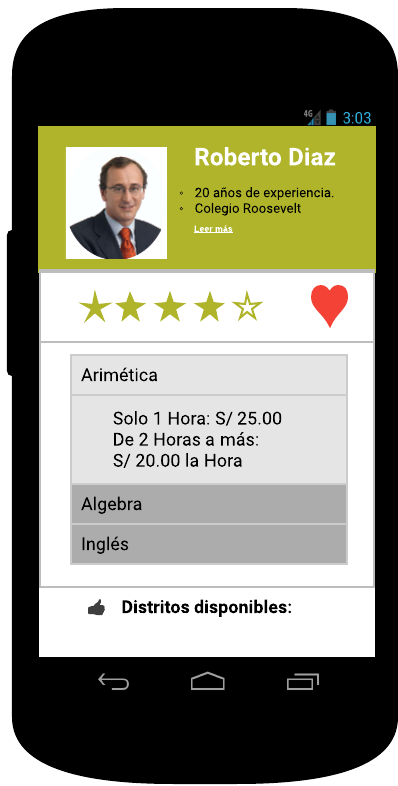 4G 3:03
Roberto Diaz
◦ 20 años de experiencia.
◦ Colegio Roosevelt
Leer más
Arimética
Solo 1 Hora: S/ 25.00
De 2 Horas a más:
S/ 20.00 la Hora
Algebra
Inglés
Distritos disponibles: